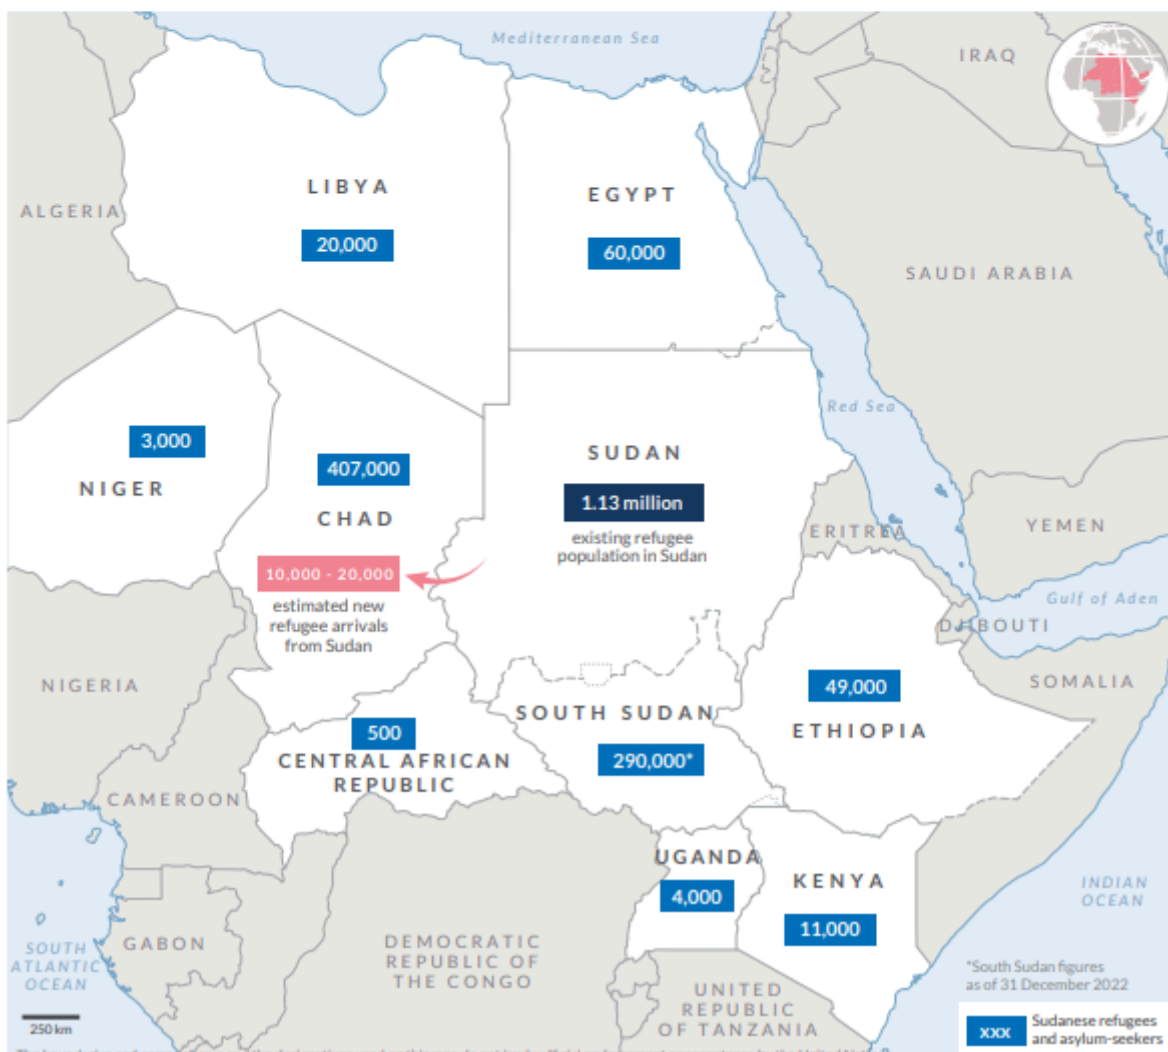 Mediterranean Sea
IRAQ
LIBYA
EGYPT
ALGERIA
20,000
60,000
SAUDI ARABIA
Red Sea
3,000
NIGER
407,000
CHAD
SUDAN
1.13 million
existing refugee
population in Sudan
ERITREA
YEMEN
10,000 - 20,000
estimated new
refugee arrivals
from Sudan
Gulf of Aden
DJIBOUTI
NIGERIA
SOMALIA
49,000
ETHIOPIA
SOUTH SUDAN
290,000*
500
CENTRAL AFRICAN
REPUBLIC
CAMEROON
UGANDA
4,000
KENYA
11,000
INDIAN
OCEAN
GABON
SOUTH
ATLANTIC
OCEAN
DEMOCRATIC
REPUBLIC OF
THE CONGO
UNITED
REPUBLIC
OF TANZANIA
*South Sudan figures
as of 31 December 2022
250 km
XXX
Sudanese refugees
and asylum-seekers